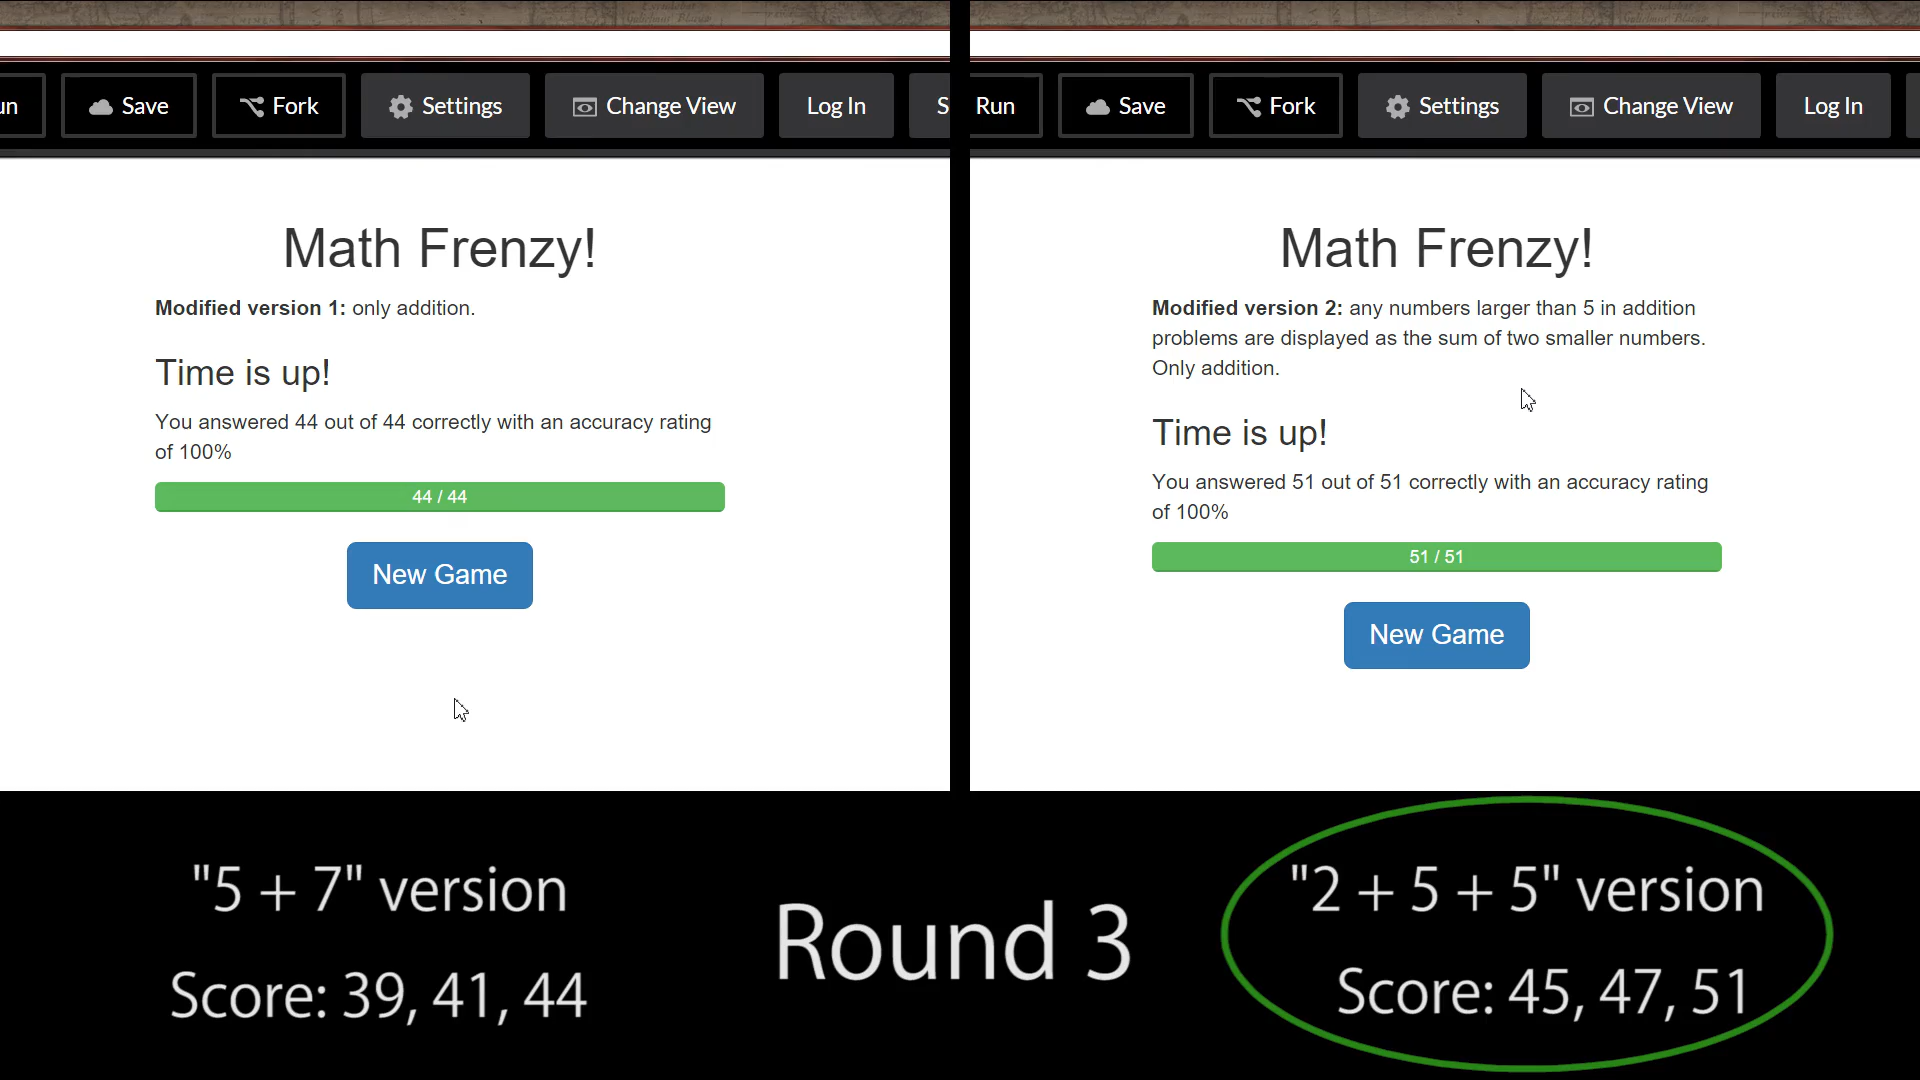 un Save Fork Settings Change View Log In S
Math Frenzy!
Modified version 1: only addition.
Time is up!
You answered 44 out of 44 correctly with an accuracy rating
of 100%
44 / 44
New Game
Run Save Fork Settings Change View Log In
Math Frenzy!
Modified version 2: any numbers larger than 5 in addition
problems are displayed as the sum of two smaller numbers.
Only addition.
Time is up!
You answered 51 out of 51 correctly with an accuracy rating
of 100%
51 / 51
New Game
"5 + 7" version
Score: 39, 41, 44
Round 3
"2 + 5 + 5" version
Score: 45, 47, 51